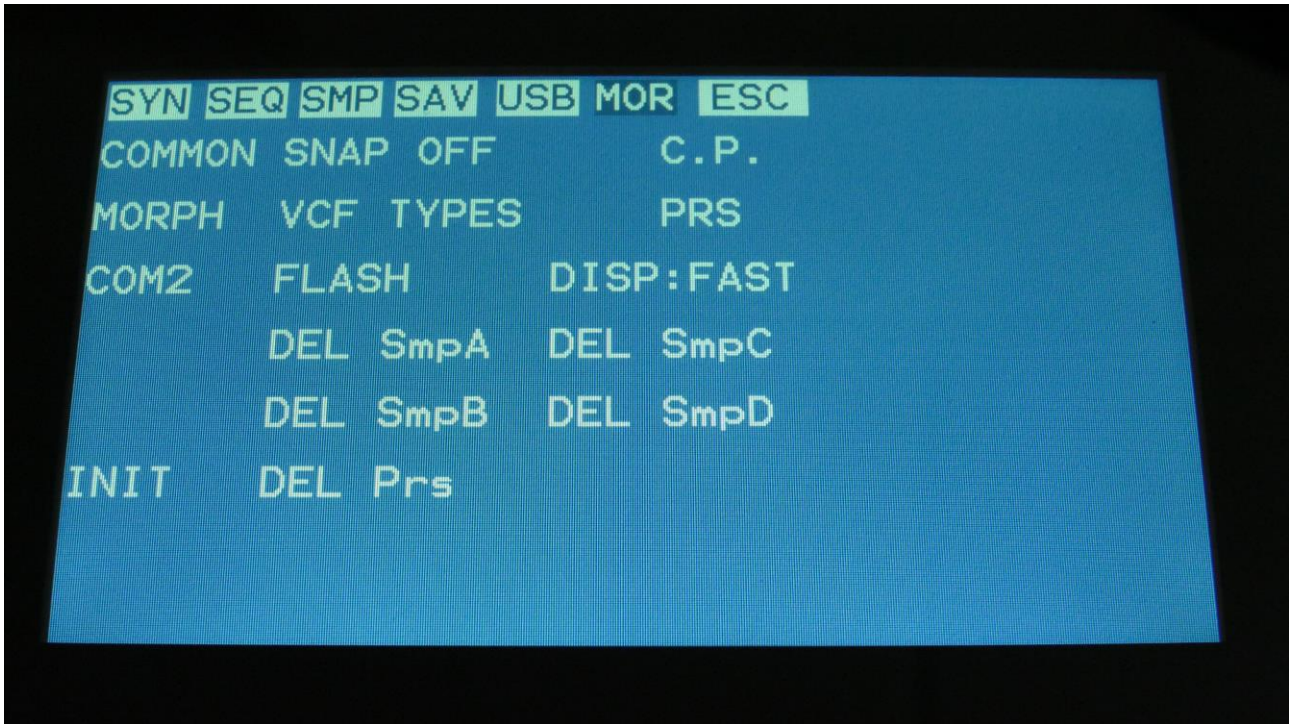 SYN SEQ SMP SAV USB MOR ESC
COMMON SNAP OFF C.P.
MORPH VCF TYPES PRS
COM2 FLASH DISP:FAST
DEL SmpA DEL SmpC
DEL SmpB DEL SmpD
INIT DEL Prs